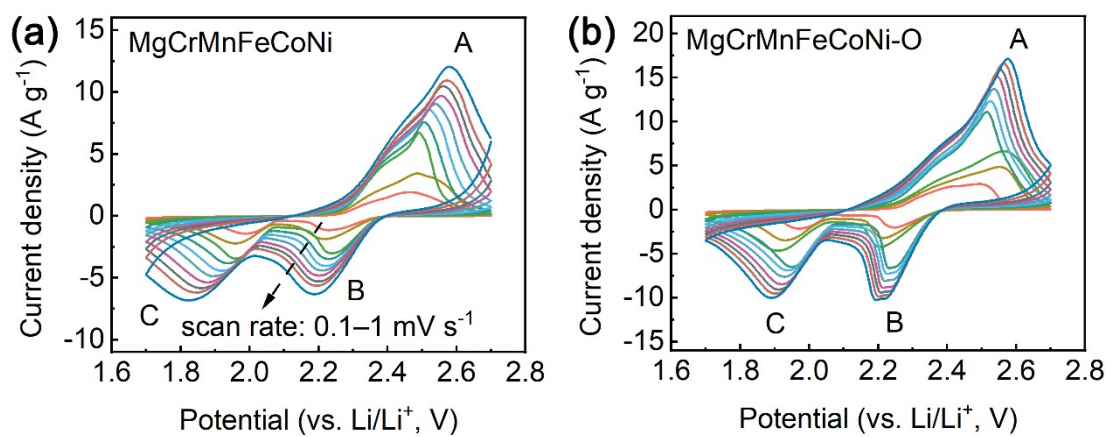 (a)
MgCrMnFeCoNi
A
B
C
scan rate: 0.1–1 mV s⁻¹
Current density (A g⁻¹)
15
10
5
0
-5
-10
1.6 1.8 2.0 2.2 2.4 2.6 2.8
Potential (vs. Li/Li⁺, V)
(b)
MgCrMnFeCoNi-O
A
B
C
Current density (A g⁻¹)
20
15
10
5
0
-5
-10
-15
1.6 1.8 2.0 2.2 2.4 2.6 2.8
Potential (vs. Li/Li⁺, V)